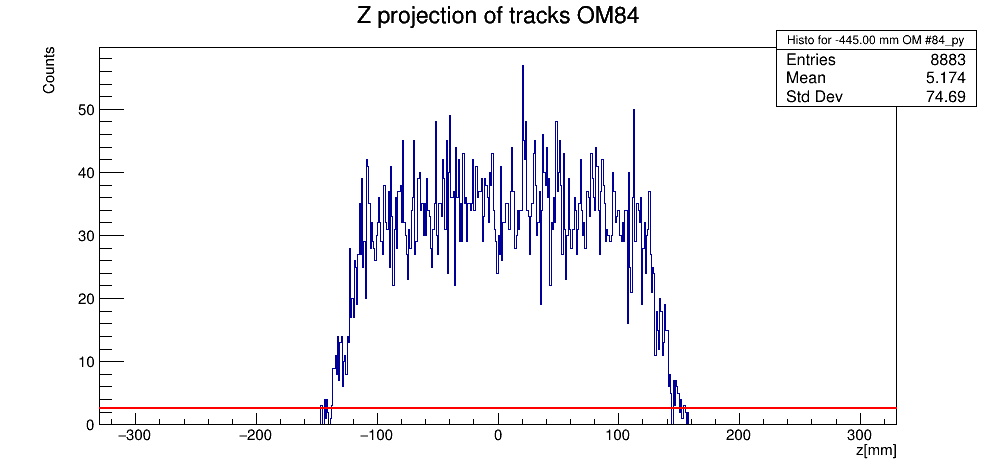 Z projection of tracks OM84
Histo for -445.00 mm OM #84_py
Entries 8883
Mean 5.174
Std Dev 74.69
Counts
50
40
30
20
10
0
−300 −200 −100 0 100 200 300
z[mm]